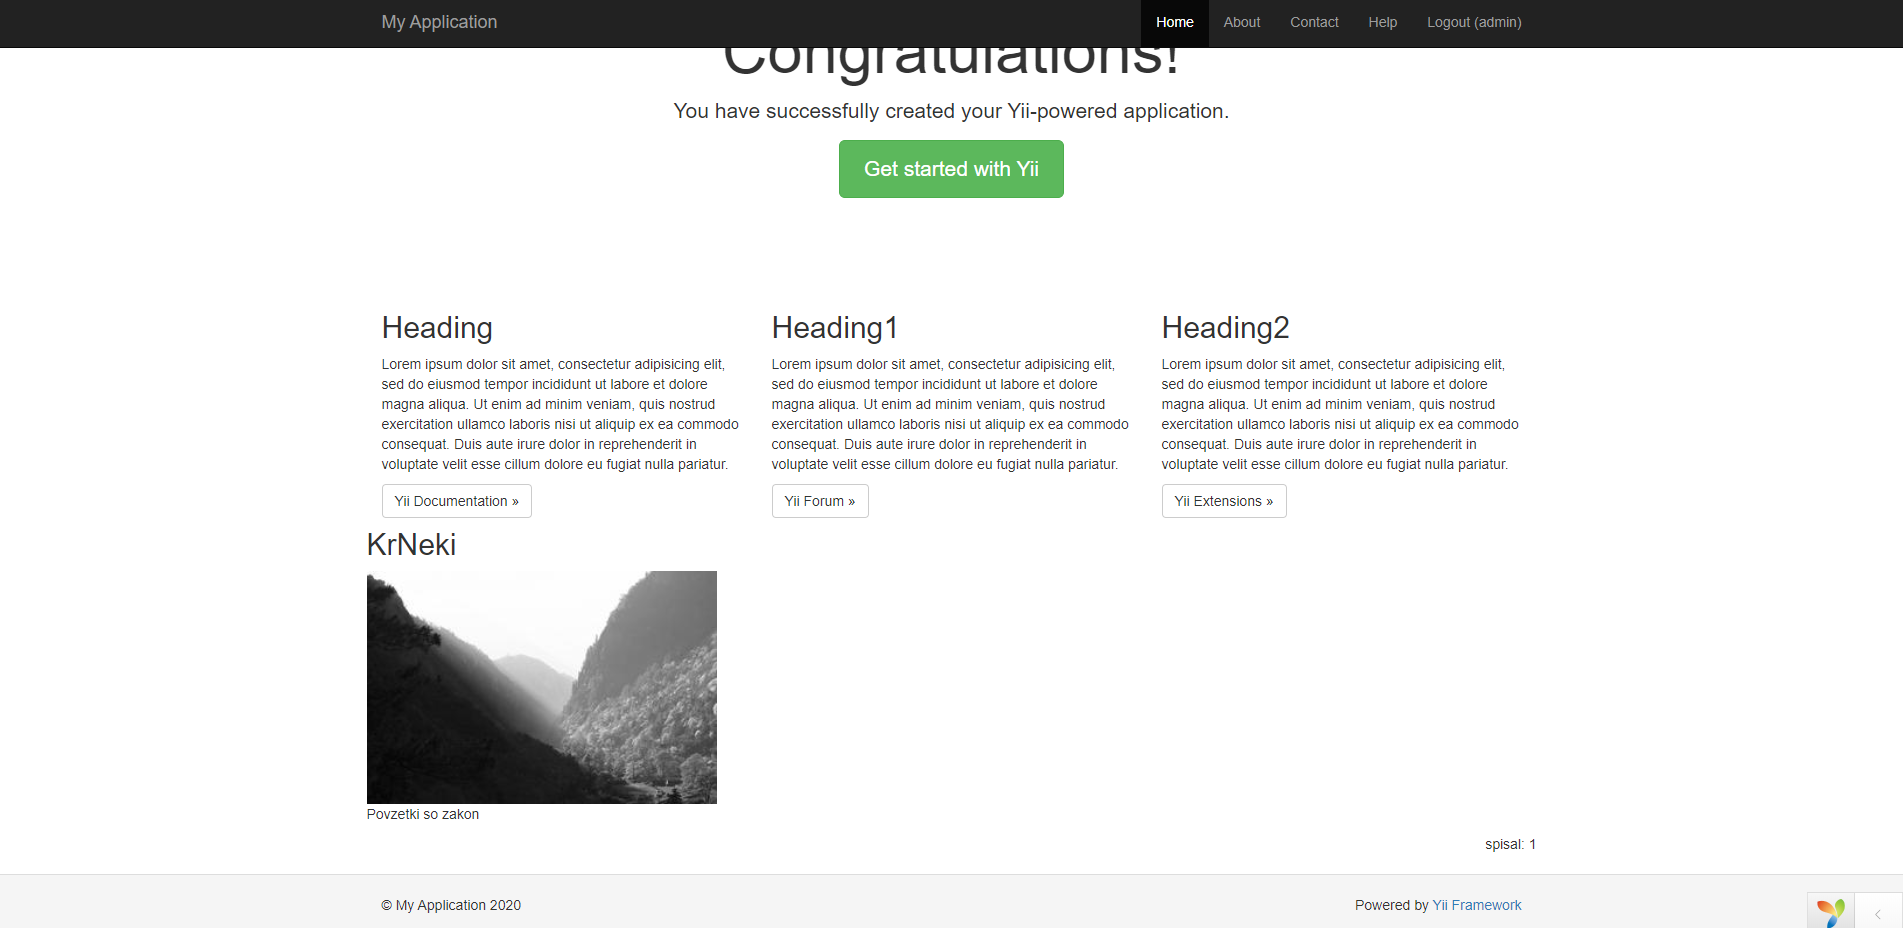 My Application
Home About Contact Help Logout (admin)
Congratulations!
You have successfully created your Yii-powered application.
Get started with Yii
Heading
Lorem ipsum dolor sit amet, consectetur adipisicing elit,
sed do eiusmod tempor incididunt ut labore et dolore
magna aliqua. Ut enim ad minim veniam, quis nostrud
exercitation ullamco laboris nisi ut aliquip ex ea commodo
consequat. Duis aute irure dolor in reprehenderit in
voluptate velit esse cillum dolore eu fugiat nulla pariatur.
Yii Documentation »
Heading1
Lorem ipsum dolor sit amet, consectetur adipisicing elit,
sed do eiusmod tempor incididunt ut labore et dolore
magna aliqua. Ut enim ad minim veniam, quis nostrud
exercitation ullamco laboris nisi ut aliquip ex ea commodo
consequat. Duis aute irure dolor in reprehenderit in
voluptate velit esse cillum dolore eu fugiat nulla pariatur.
Yii Forum »
Heading2
Lorem ipsum dolor sit amet, consectetur adipisicing elit,
sed do eiusmod tempor incididunt ut labore et dolore
magna aliqua. Ut enim ad minim veniam, quis nostrud
exercitation ullamco laboris nisi ut aliquip ex ea commodo
consequat. Duis aute irure dolor in reprehenderit in
voluptate velit esse cillum dolore eu fugiat nulla pariatur.
Yii Extensions »
KrNeki
Povzetki so zakon
spisal: 1
© My Application 2020
Powered by Yii Framework